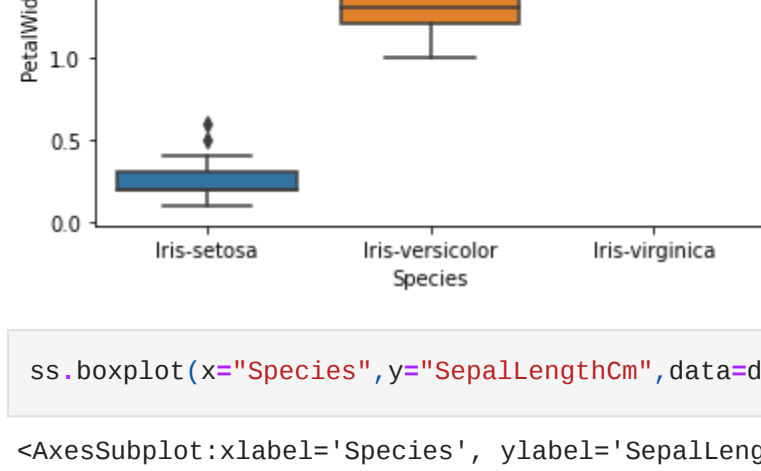 PetalWid
1.0
0.5
0.0
Iris-setosa Iris-versicolor Iris-virginica
Species
ss.boxplot(x="Species",y="SepalLengthCm",data=d
<AxesSubplot:xlabel='Species', ylabel='SepalLeng